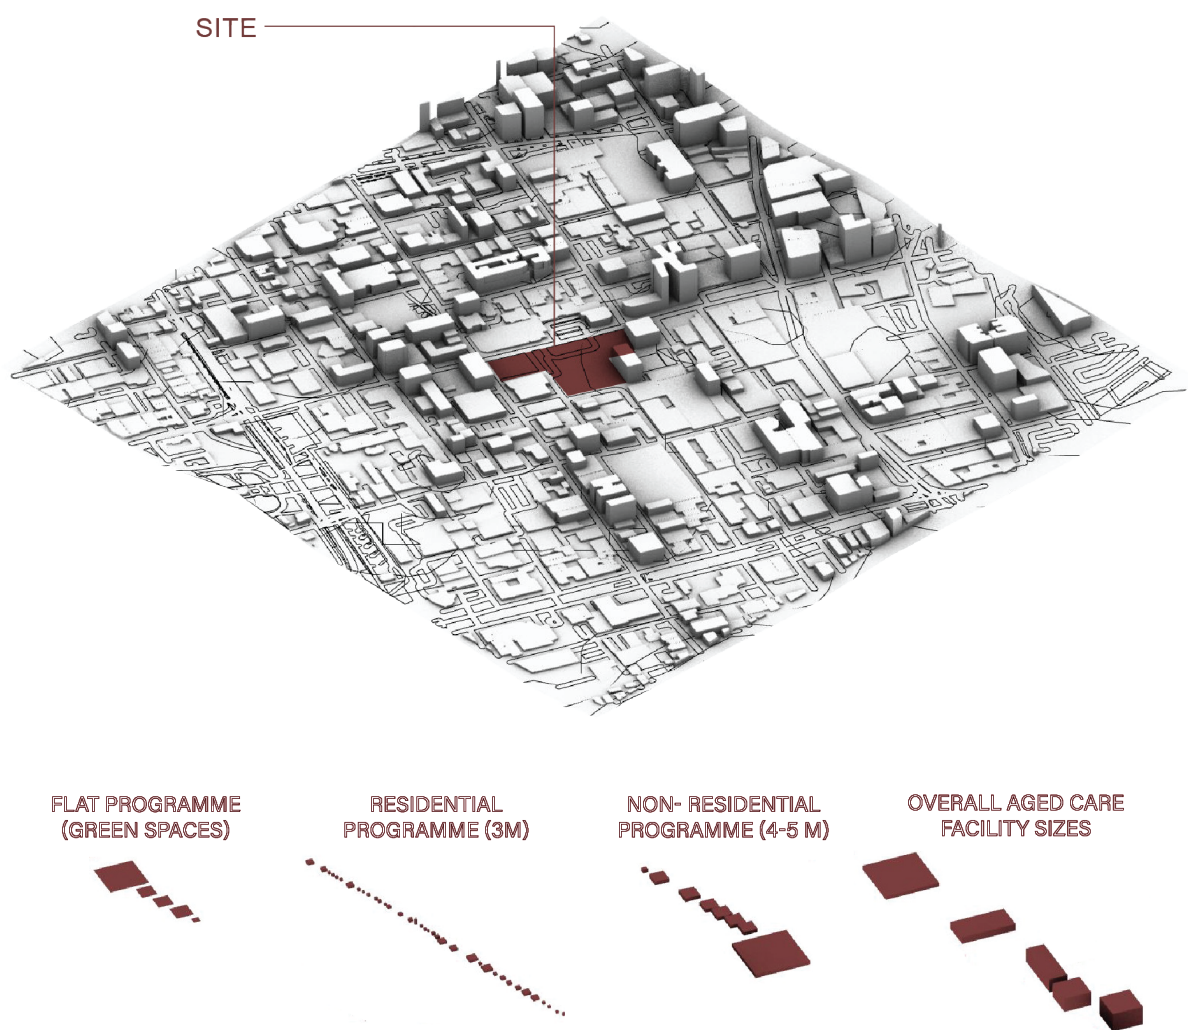 SITE
FLAT PROGRAMME
(GREEN SPACES)
RESIDENTIAL
PROGRAMME (3M)
NON- RESIDENTIAL
PROGRAMME (4-5 M)
OVERALL AGED CARE
FACILITY SIZES